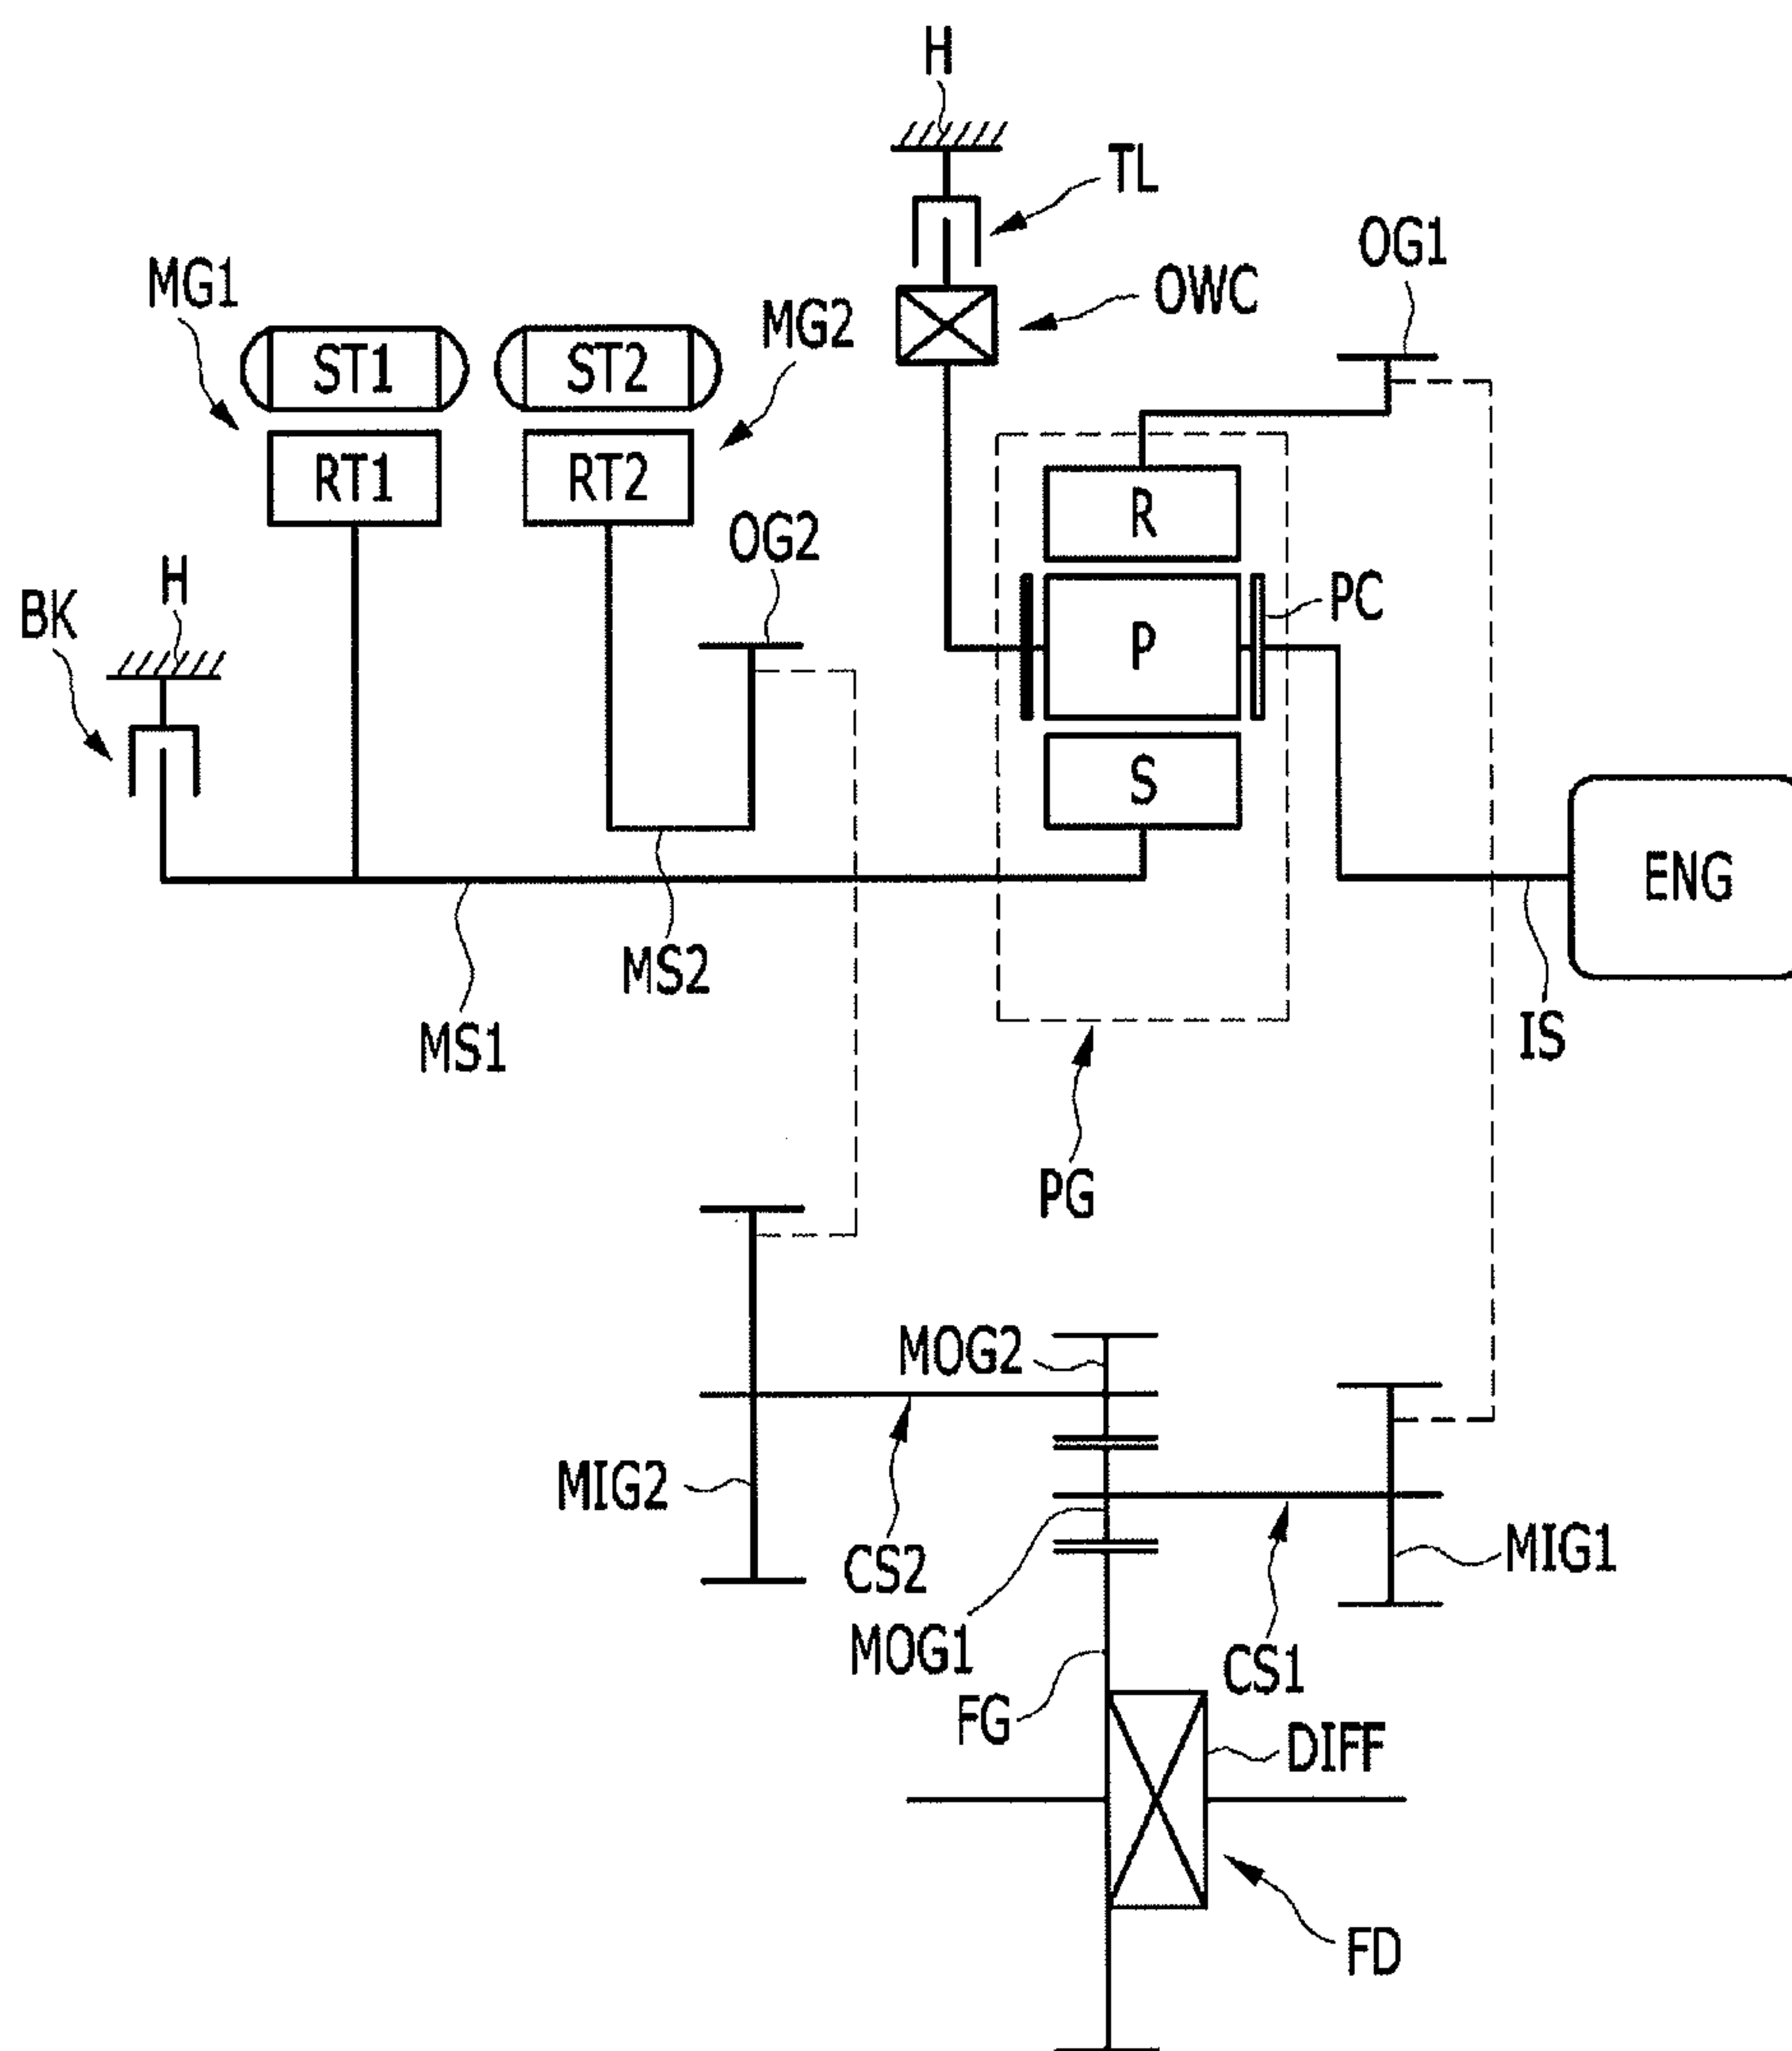 H
TL
OG1
MG1
OWC
MG2
ST1
ST2
RT1
RT2
R
OG2
H
PC
BK
P
S
ENG
MS2
MS1
IS
PG
MOG2
MIG2
CS2
MIG1
MOG1
CS1
FG
DIFF
FD